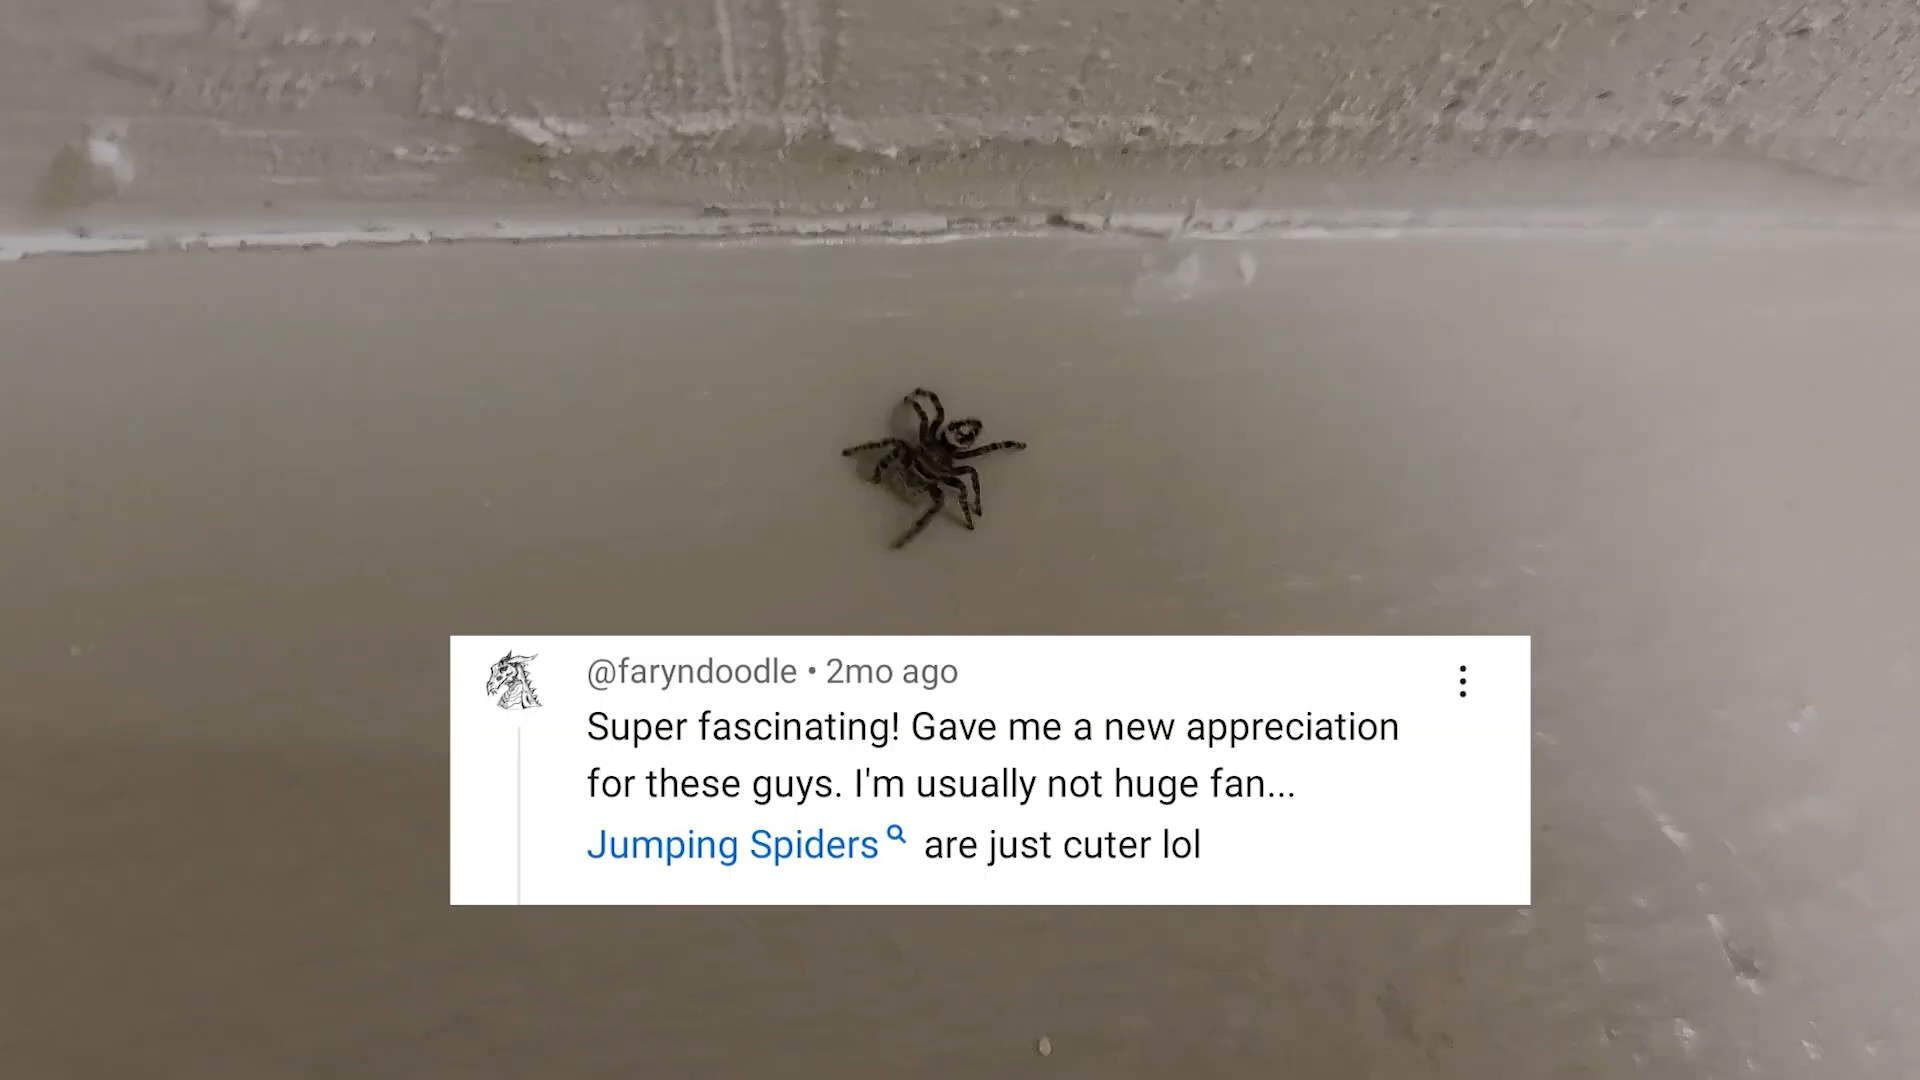 @faryndoodle • 2mo ago
Super fascinating! Gave me a new appreciation
for these guys. I'm usually not huge fan...
Jumping Spiders are just cuter lol